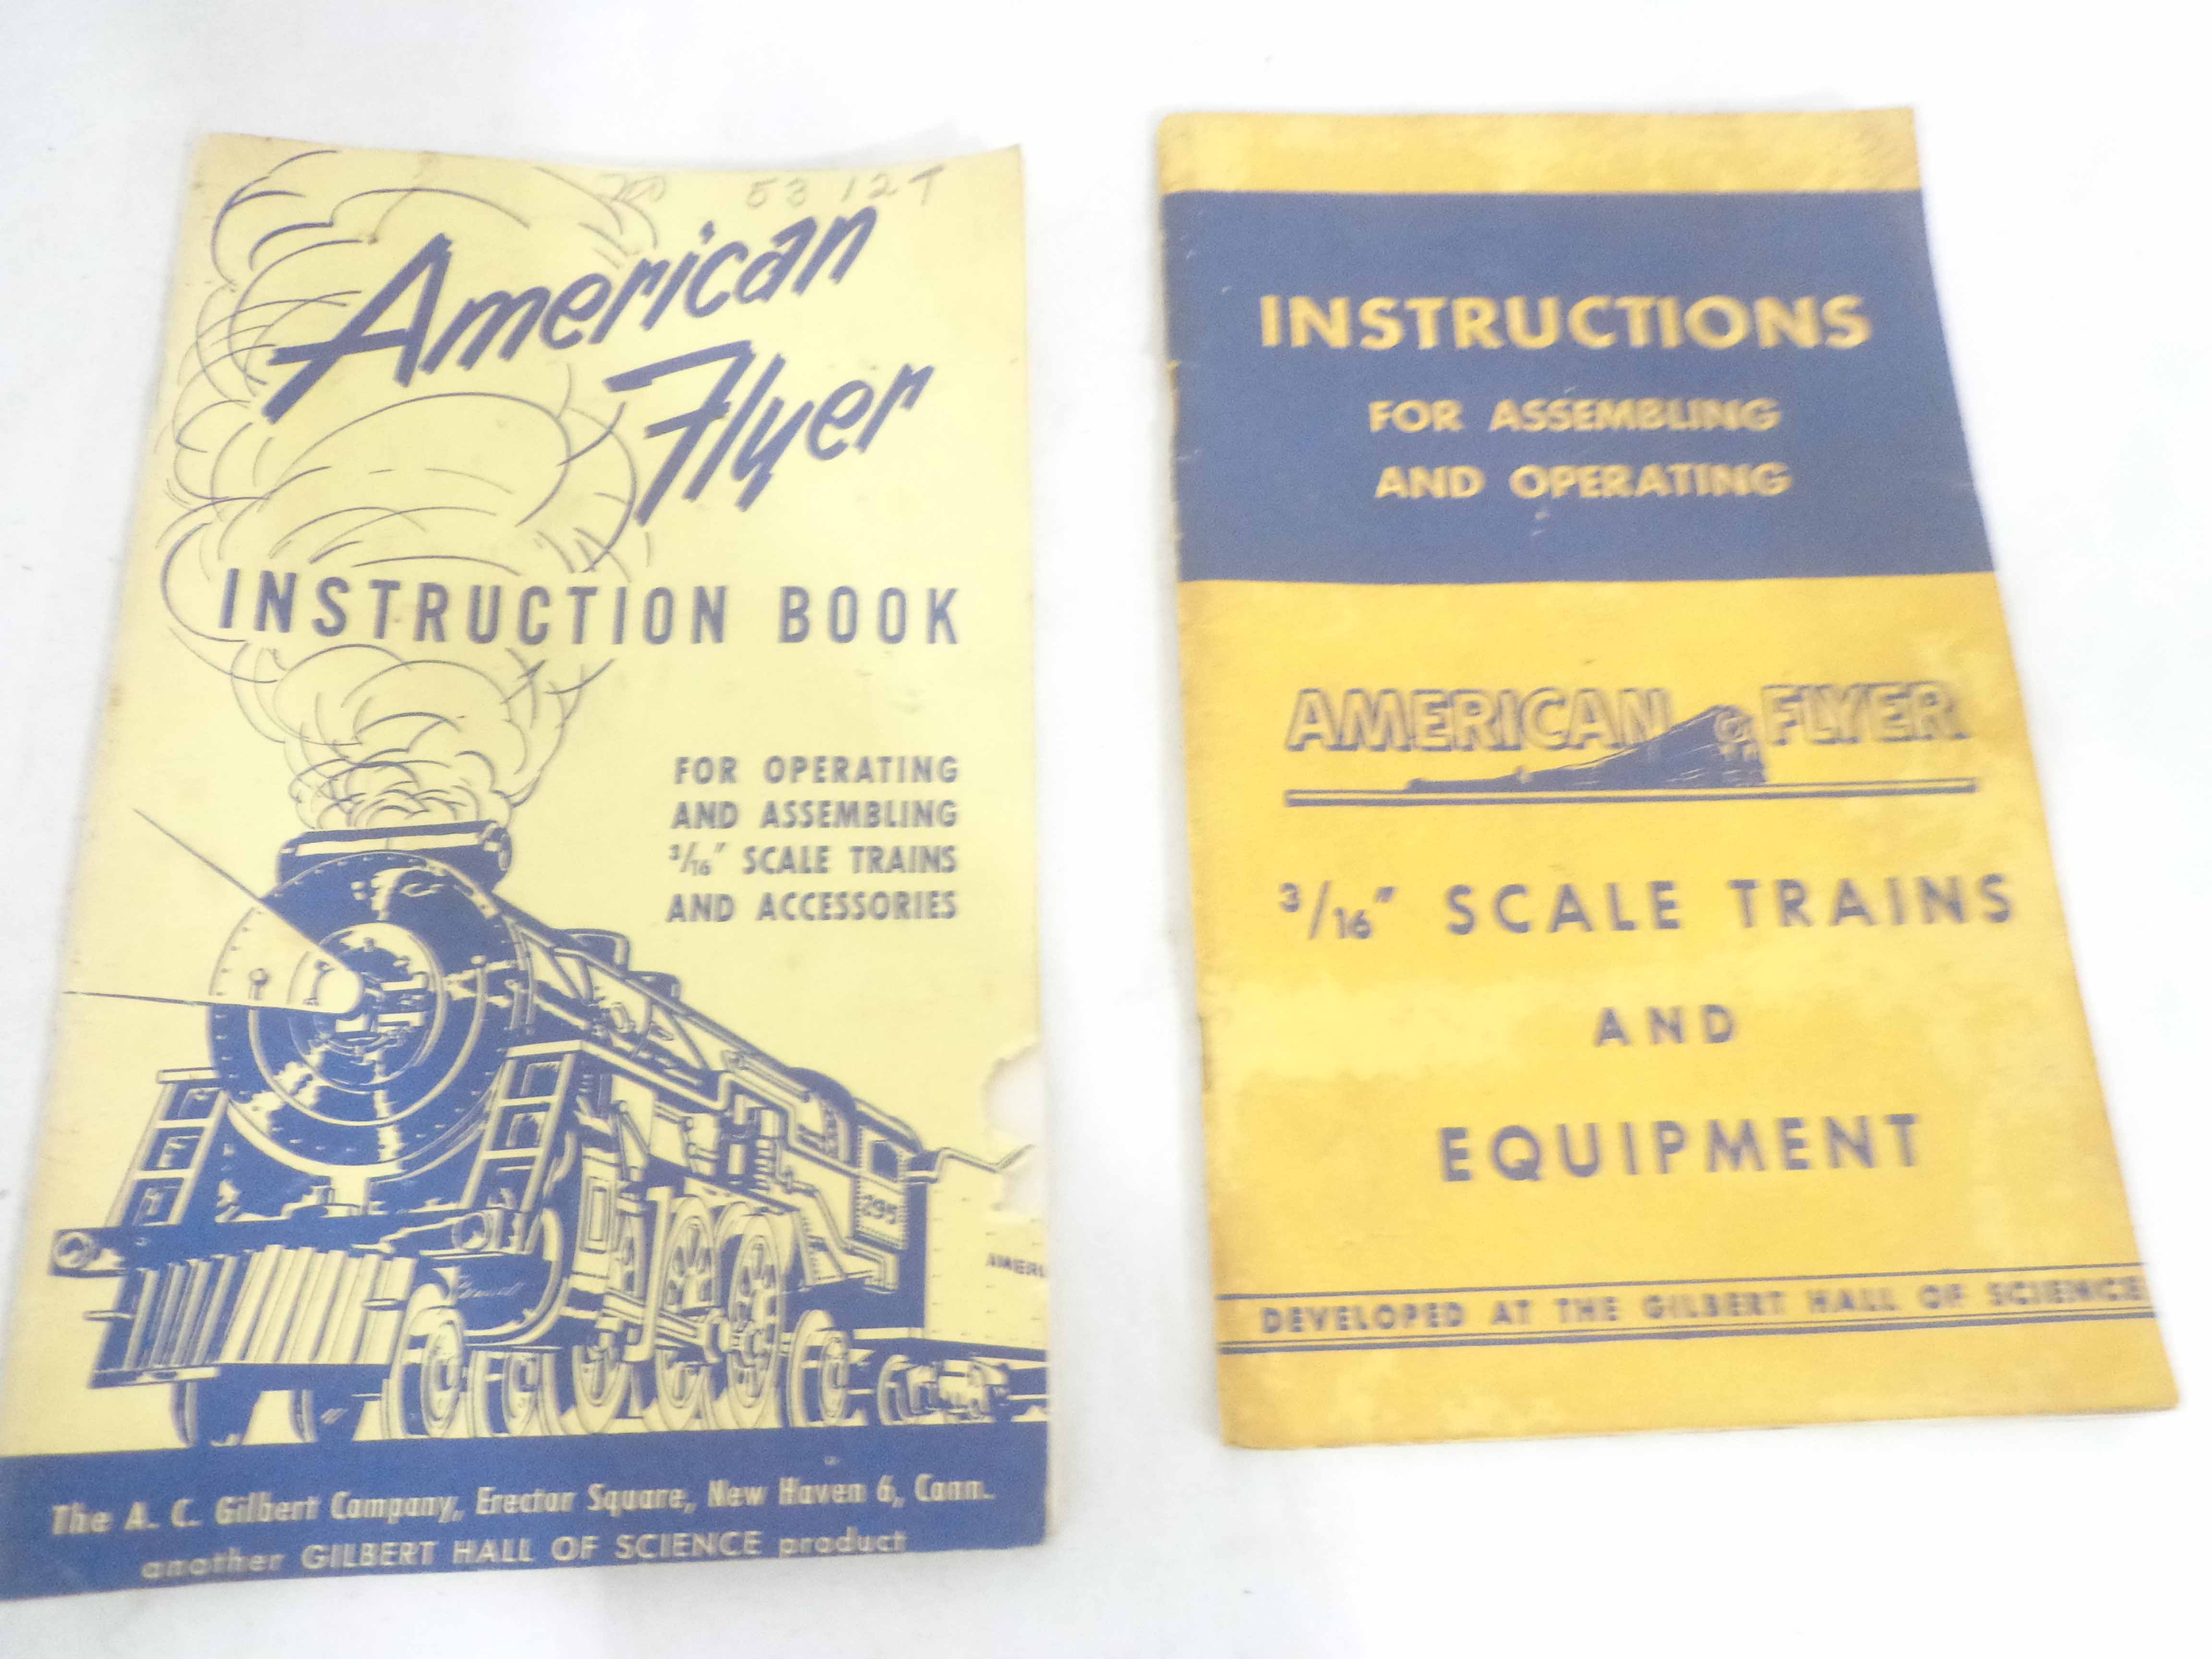 53127
American
Flyer
INSTRUCTION BOOK
FOR OPERATING
AND ASSEMBLING
3/16" SCALE TRAINS
AND ACCESSORIES
295
AMERI
The A. C. Gilbert Company, Erector Square, New Haven 6, Conn.
another GILBERT HALL OF SCIENCE product
INSTRUCTIONS
FOR ASSEMBLING
AND OPERATING
AMERICAN FLYER
3/16" SCALE TRAINS
AND
EQUIPMENT
DEVELOPED AT THE GILBERT HALL OF SCIENCE